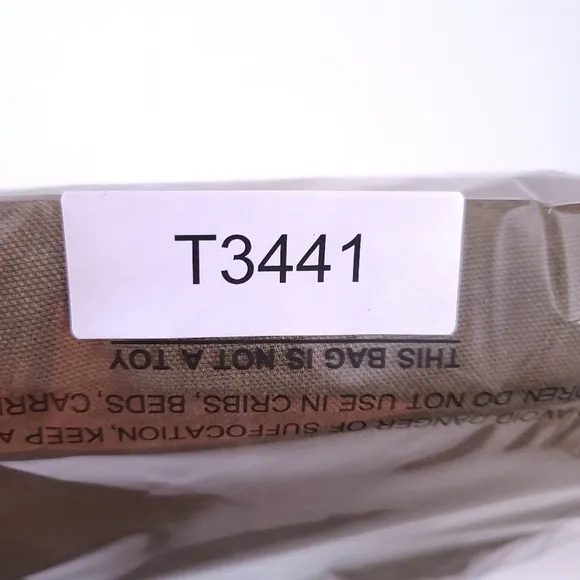 T3441
THIS BAG IS NOT A TOY
REN. DO NOT USE IN CRIBS, BEDS, CARRI
AVOID DANGER OF SUFFOCATION, KEEP A